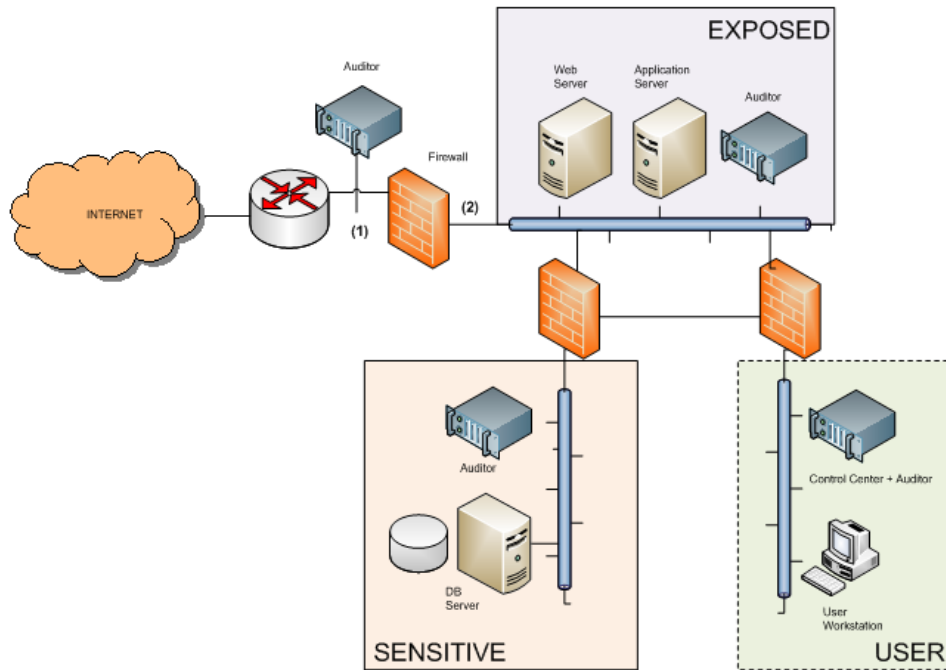 EXPOSED
Auditor
Web
Server
Application
Server
Auditor
Firewall
INTERNET
(1)
(2)
Auditor
Control Center + Auditor
DB
Server
User
Workstation
SENSITIVE
USER